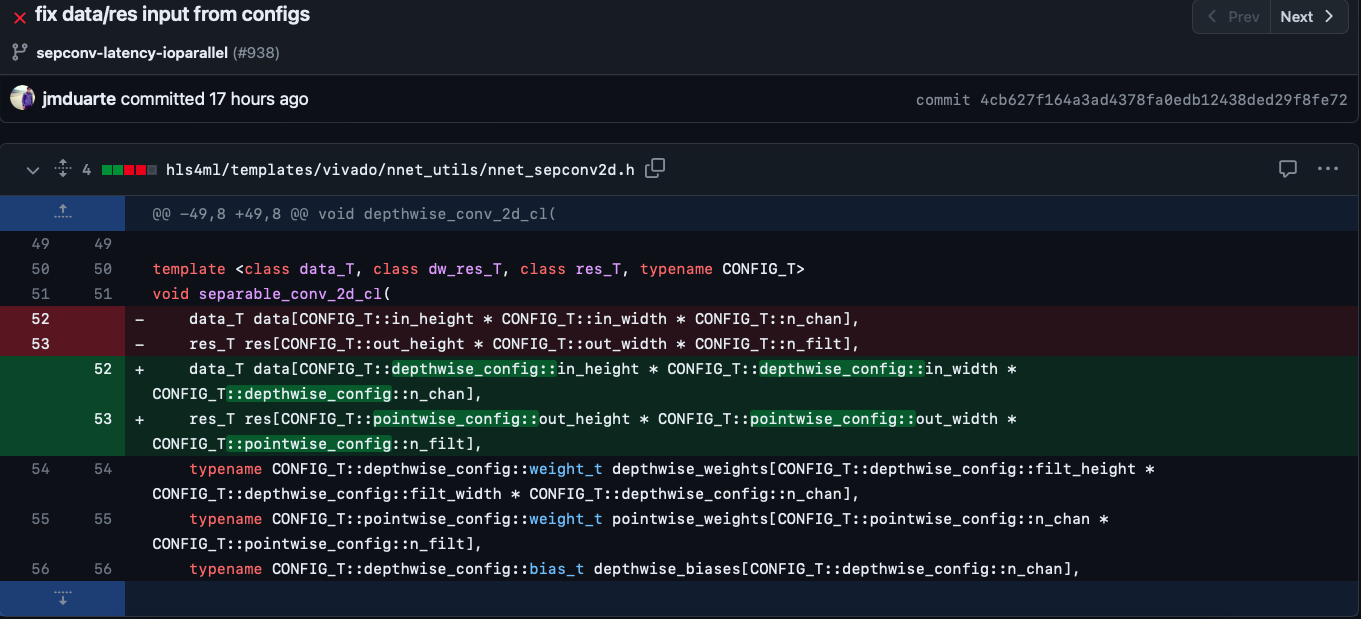 fix data/res input from configs
Prev Next
sepconv-latency-ioparallel (#938)
jmduarte committed 17 hours ago
commit 4cb627f164a3ad4378fa0edb12438ded29f8fe72
4 hls4ml/templates/vivado/nnet_utils/nnet_sepconv2d.h
@@ -49,8 +49,8 @@ void depthwise_conv_2d_cl(
49 49
50 50 template <class data_T, class dw_res_T, class res_T, typename CONFIG_T>
51 51 void separable_conv_2d_cl(
52 - data_T data[CONFIG_T::in_height * CONFIG_T::in_width * CONFIG_T::n_chan],
53 - res_T res[CONFIG_T::out_height * CONFIG_T::out_width * CONFIG_T::n_filt],
52 + data_T data[CONFIG_T::depthwise_config::in_height * CONFIG_T::depthwise_config::in_width *
CONFIG_T::depthwise_config::n_chan],
53 + res_T res[CONFIG_T::pointwise_config::out_height * CONFIG_T::pointwise_config::out_width *
CONFIG_T::pointwise_config::n_filt],
54 54 typename CONFIG_T::depthwise_config::weight_t depthwise_weights[CONFIG_T::depthwise_config::filt_height *
CONFIG_T::depthwise_config::filt_width * CONFIG_T::depthwise_config::n_chan],
55 55 typename CONFIG_T::pointwise_config::weight_t pointwise_weights[CONFIG_T::pointwise_config::n_chan *
CONFIG_T::pointwise_config::n_filt],
56 56 typename CONFIG_T::depthwise_config::bias_t depthwise_biases[CONFIG_T::depthwise_config::n_chan],